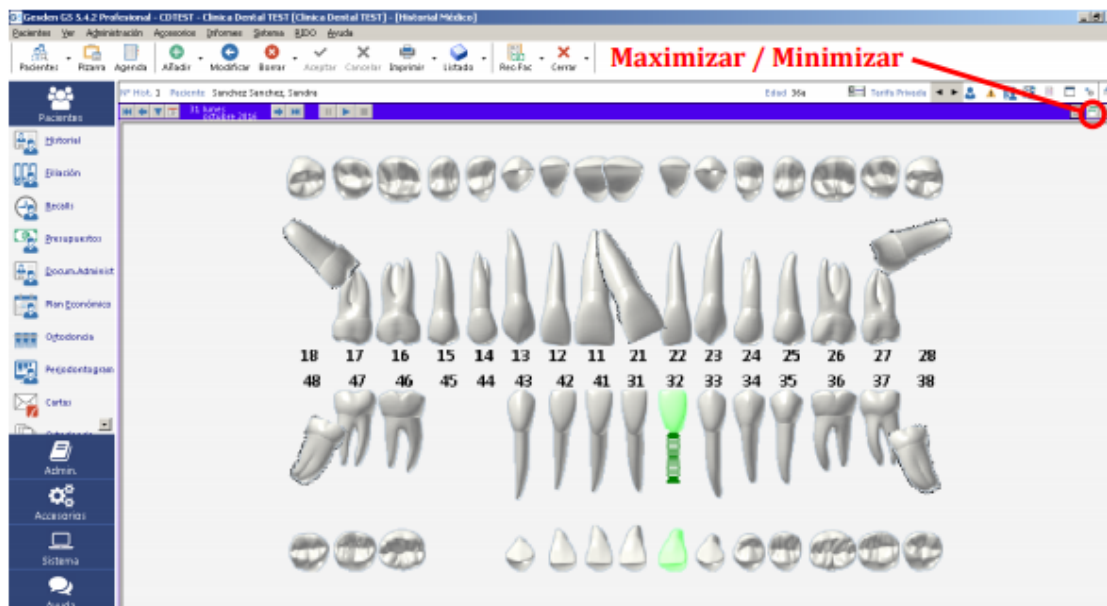 Gesden G5 5.4.2 Profesional - CDTEST - Clinica Dental TEST [Clinica Dental TEST] - [Historial Médico]
Pacientes Ver Administración Accesorios Informes Sistema BIDO Ayuda
Pacientes Pizarra Agenda Añadir Modificar Borrar Aceptar Cancelar Imprimir Listado Rec.Fac Cerrar
Maximizar / Minimizar
Nº Hist. 3 Paciente Sanchez Sanchez, Sandra Edad 36a Tarifa Privada
31 lunes
octubre 2016
Pacientes
Historial
Filiación
Recalls
Presupuestos
Docum.Administ
Plan Económico
Ortodoncia
Periodontogram
Cartas
Admin.
Accesorios
Sistema
Ayuda
18 17 16 15 14 13 12 11 21 22 23 24 25 26 27 28
48 47 46 45 44 43 42 41 31 32 33 34 35 36 37 38